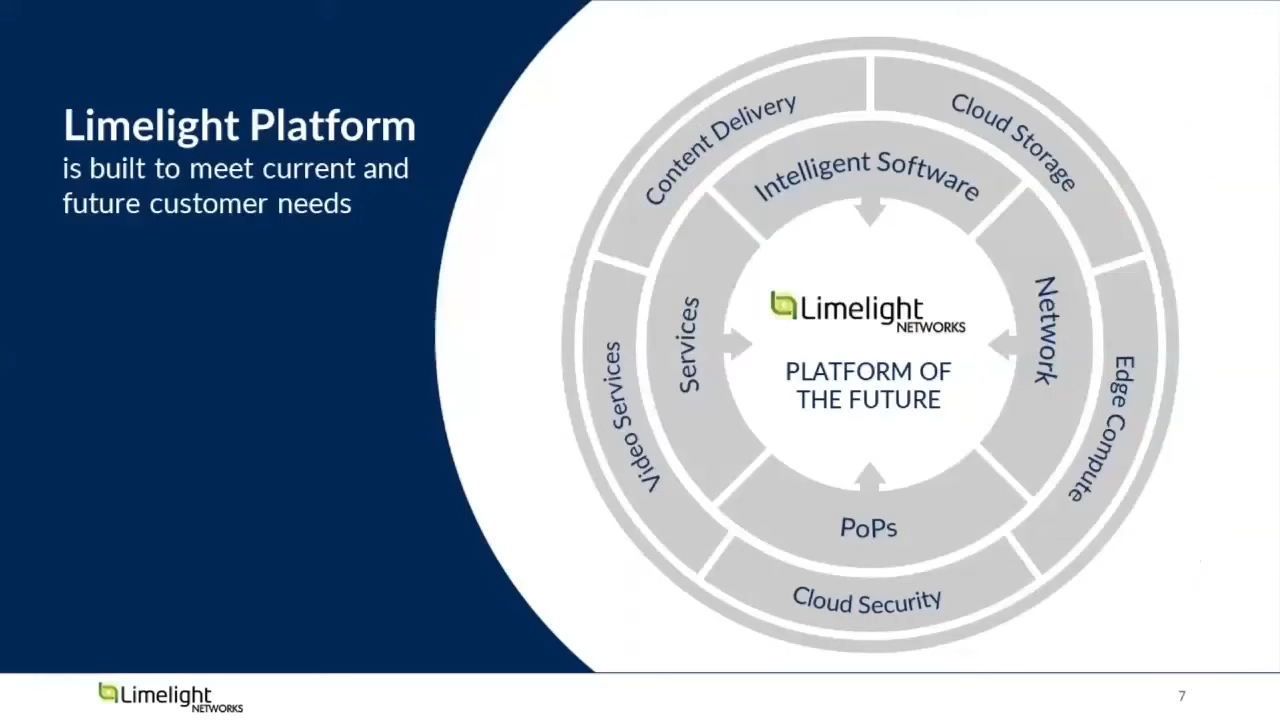 Limelight Platform
is built to meet current and
future customer needs
Content Delivery
Cloud Storage
Intelligent Software
Services
Network
Video Services
Edge Compute
Limelight
NETWORKS
PLATFORM OF
THE FUTURE
PoPs
Cloud Security
Limelight
NETWORKS
7